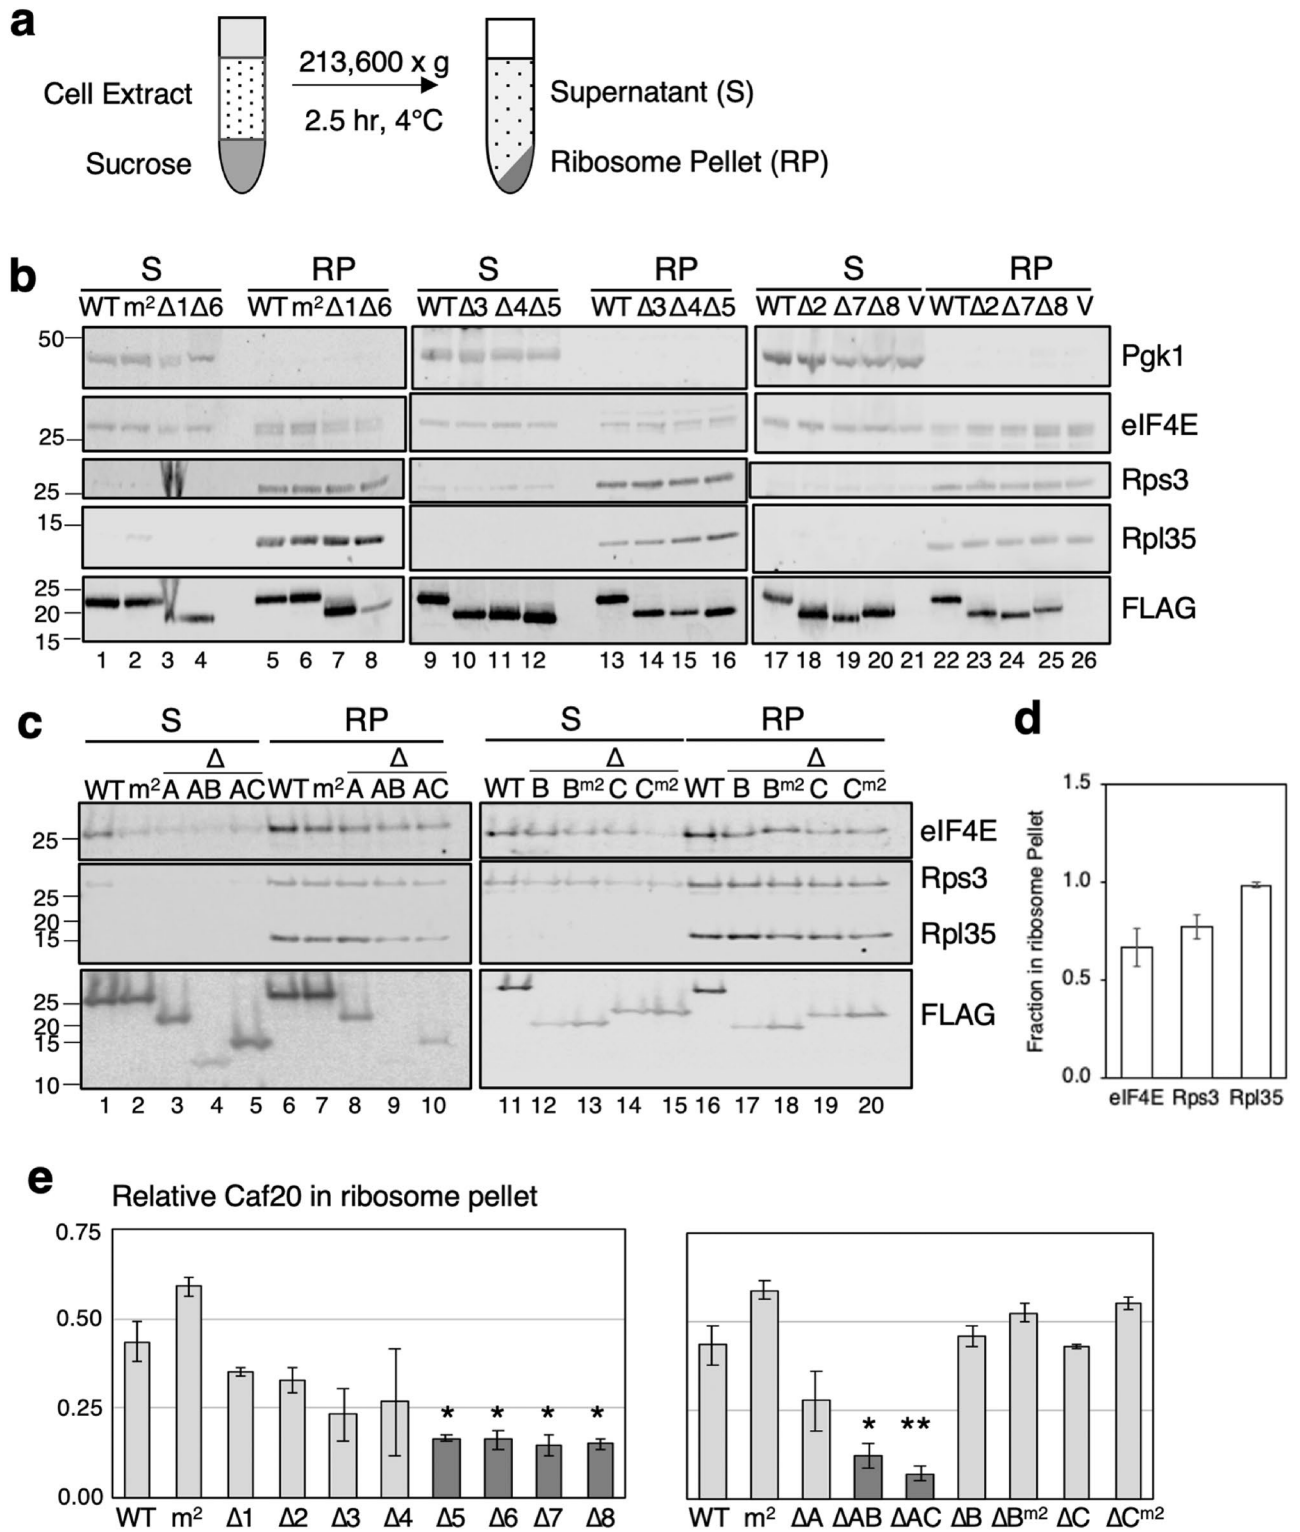 a
213,600 x g
Cell Extract
Supernatant (S)
2.5 hr, 4°C
Sucrose
Ribosome Pellet (RP)
b
S RP S RP S RP
WT m² Δ1 Δ6 WT m² Δ1 Δ6 WT Δ3 Δ4 Δ5 WT Δ3 Δ4 Δ5 WT Δ2 Δ7 Δ8 V WT Δ2 Δ7 Δ8 V
50
Pgk1
25
eIF4E
25
Rps3
15
Rpl35
25
20
15
FLAG
1 2 3 4 5 6 7 8 9 10 11 12 13 14 15 16 17 18 19 20 21 22 23 24 25 26
c
S RP S RP
Δ Δ Δ Δ
WT m² A AB AC WT m² A AB AC WT B Bᵐ² C Cᵐ² WT B Bᵐ² C Cᵐ²
25
eIF4E
25
20
15
Rps3
Rpl35
25
20
15
10
FLAG
1 2 3 4 5 6 7 8 9 10 11 12 13 14 15 16 17 18 19 20
d
Fraction in ribosome Pellet
1.5
1.0
0.5
0.0
eIF4E Rps3 Rpl35
e
Relative Caf20 in ribosome pellet
0.75
0.50
0.25
0.00
* * * *
* **
WT m² Δ1 Δ2 Δ3 Δ4 Δ5 Δ6 Δ7 Δ8
WT m² ΔA ΔAB ΔAC ΔB ΔBᵐ² ΔC ΔCᵐ²